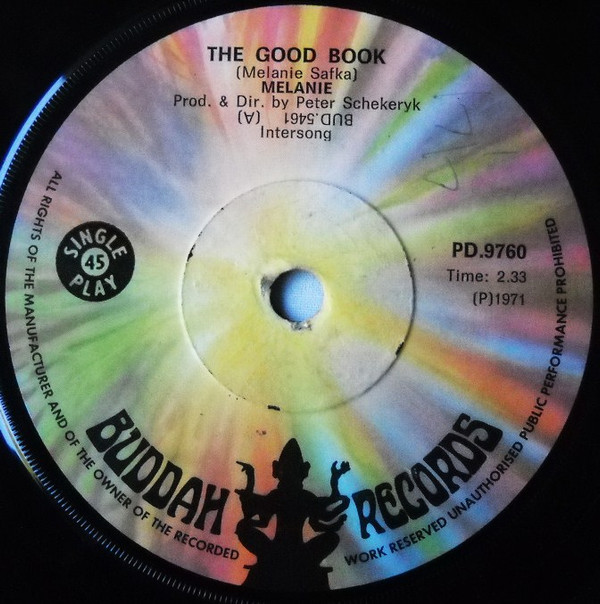 THE GOOD BOOK
(Melanie Safka)
MELANIE
Prod. & Dir. by Peter Schekeryk
BUD.5461 (A)
Intersong
SINGLE
45
PLAY
PD.9760
Time: 2.33
(P)1971
BUDDAH RECORDS
ALL RIGHTS OF THE MANUFACTURER AND OF THE OWNER OF THE RECORDED WORK RESERVED UNAUTHORISED PUBLIC PERFORMANCE PROHIBITED